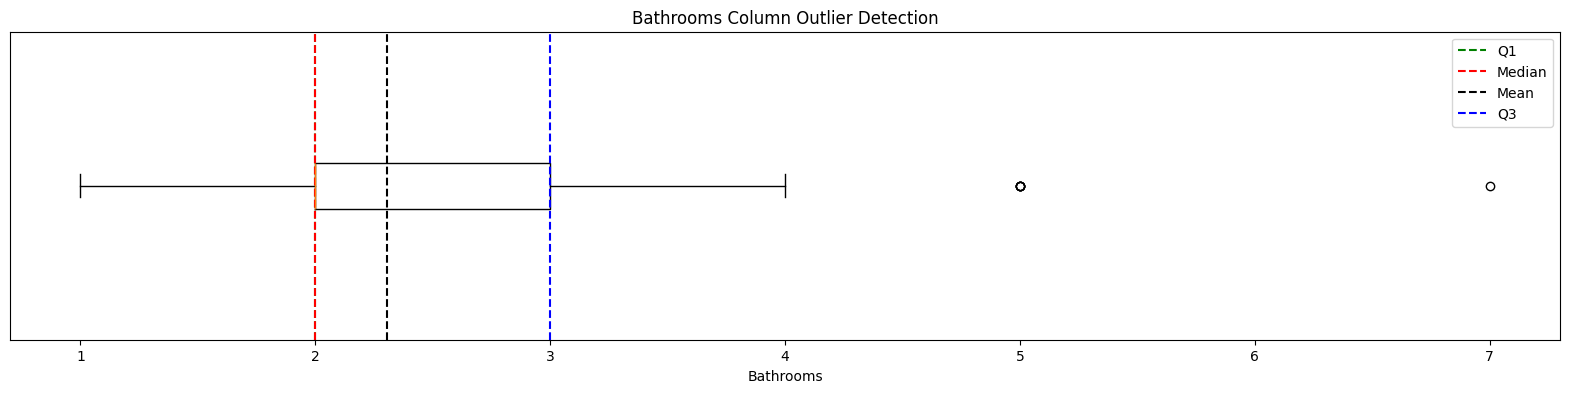 Bathrooms Column Outlier Detection
Q1
Median
Mean
Q3
1 2 3 4 5 6 7
Bathrooms